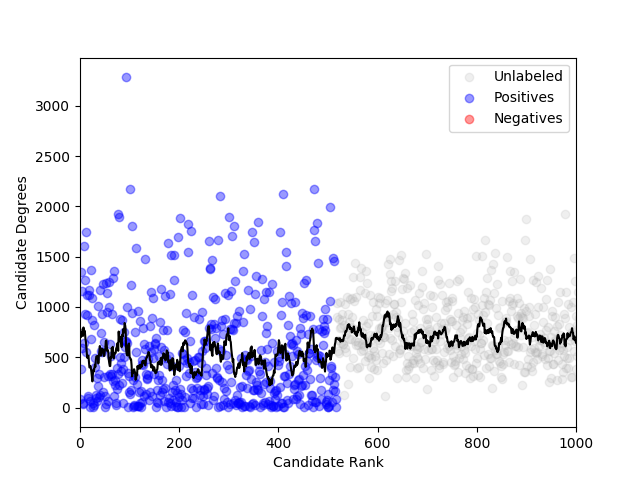 Unlabeled
Positives
Negatives
3000
2500
2000
1500
1000
500
0
Candidate Degrees
0 200 400 600 800 1000
Candidate Rank